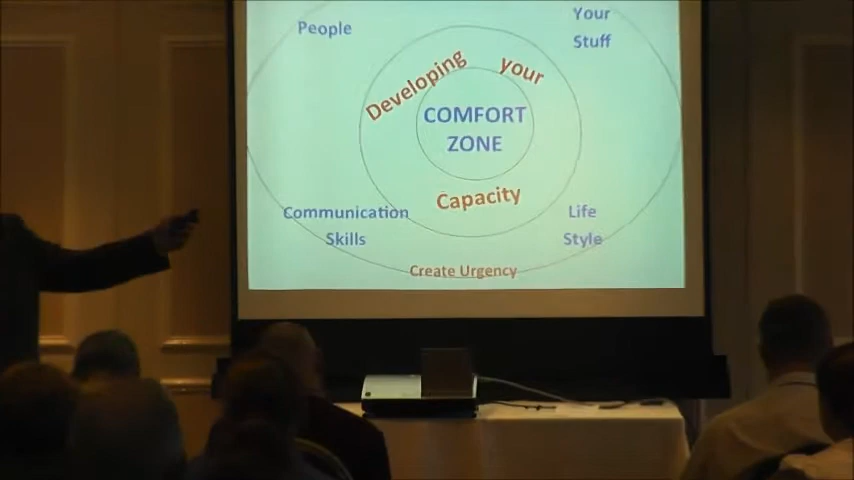 People
Your
Stuff
Developing your
COMFORT
ZONE
Capacity
Communication
Skills
Life
Style
Create Urgency